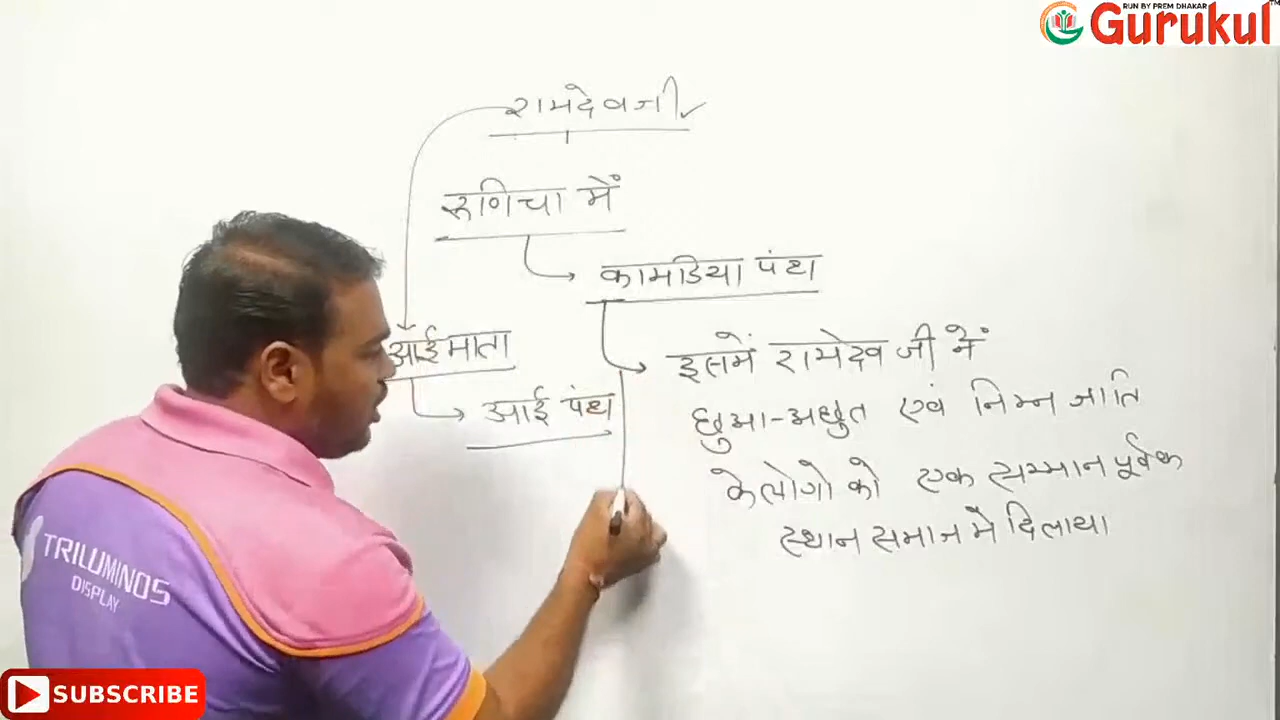 RUN BY PREM DHAKAR
TM
Gurukul
रामदेवजी
रूणिचा में
कामडिया पंथ
आई माता
आई पंथ
इसमें रामदेव जी नें
छुआ-अछुत एवं निम्न जाति
के लोगो को एक सम्मान पूर्वक
स्थान समाज मे दिलाया
TRILUMINOS
DISPLAY
SUBSCRIBE